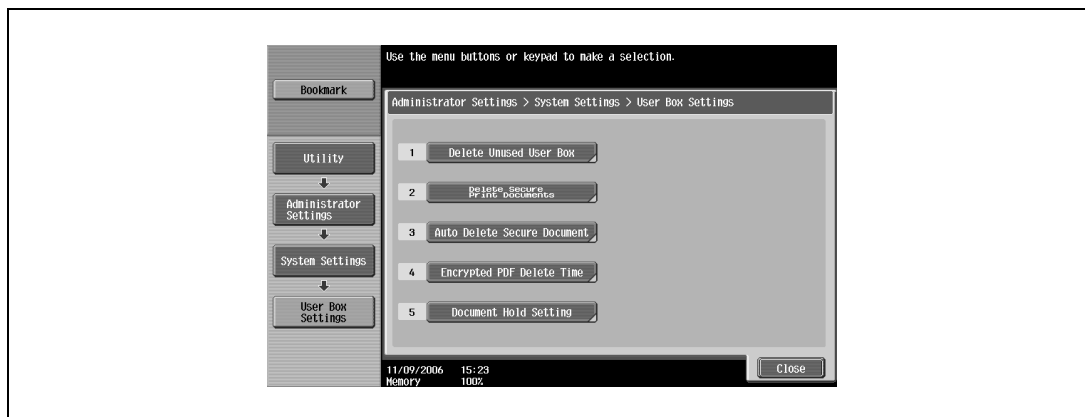 Use the menu buttons or keypad to make a selection.
Bookmark
Administrator Settings > System Settings > User Box Settings
Utility
Administrator
Settings
System Settings
User Box
Settings
1 Delete Unused User Box
2 Delete Secure
Print Documents
3 Auto Delete Secure Document
4 Encrypted PDF Delete Time
5 Document Hold Setting
11/09/2006 15:23
Memory 100%
Close